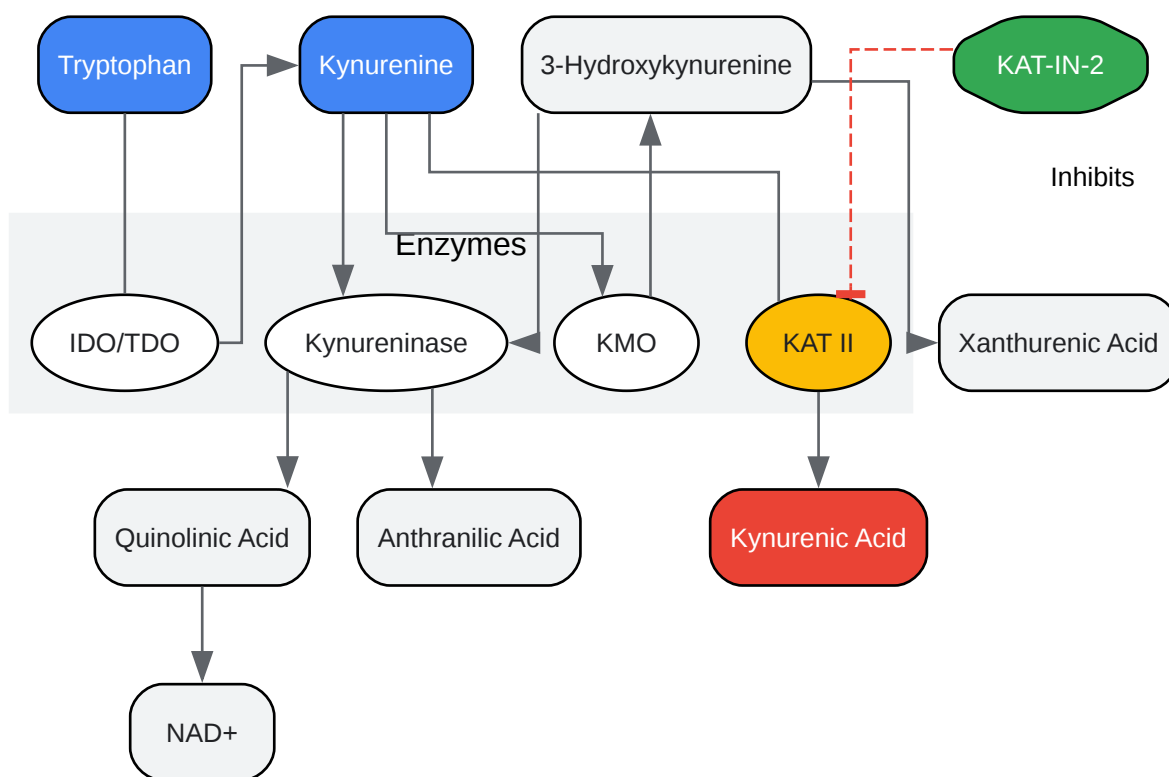 Tryptophan
Kynurenine
3-Hydroxykynurenine
KAT-IN-2
Inhibits
Enzymes
IDO/TDO
Kynureninase
KMO
KAT II
Xanthurenic Acid
Quinolinic Acid
Anthranilic Acid
Kynurenic Acid
NAD+